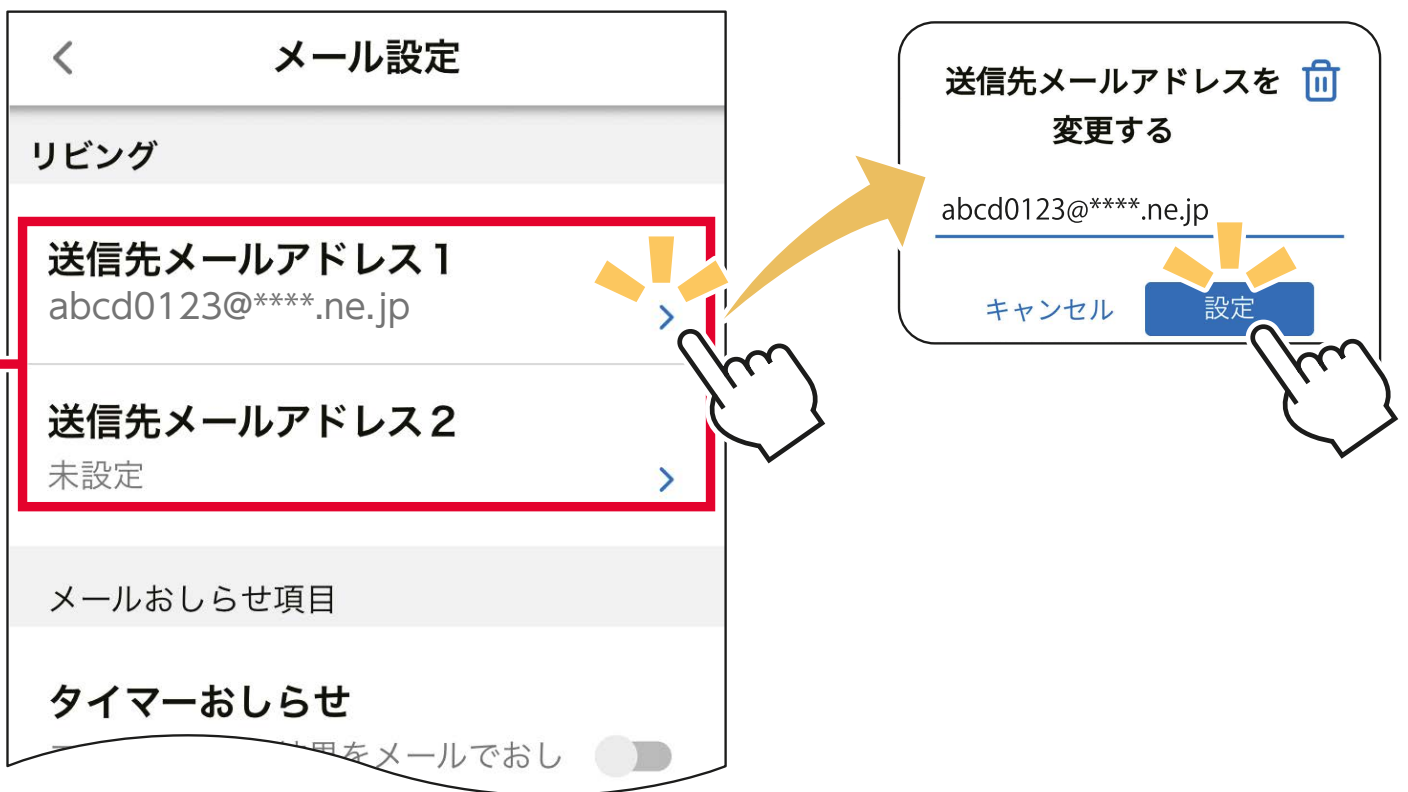 メール設定
リビング
送信先メールアドレス1
abcd0123@****.ne.jp
送信先メールアドレス2
未設定
メールおしらせ項目
タイマーおしらせ
をメールでおし
送信先メールアドレスを
変更する
abcd0123@****.ne.jp
キャンセル
設定